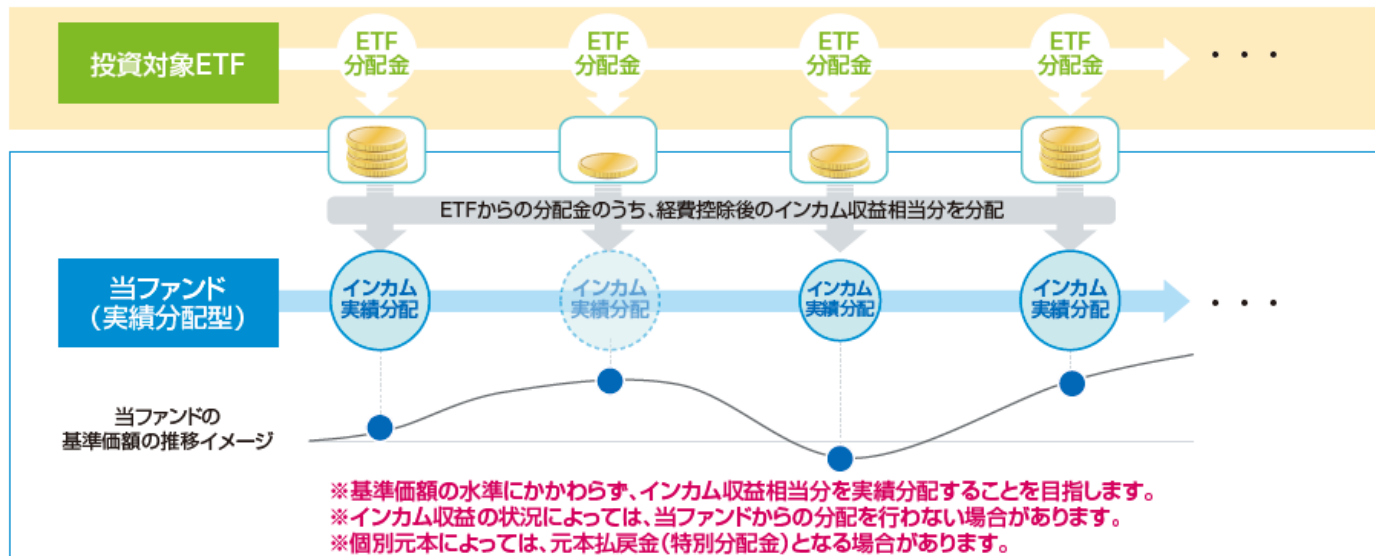 投資対象ETF
ETF
分配金
ETF
分配金
ETF
分配金
ETF
分配金
・・・
ETFからの分配金のうち、経費控除後のインカム収益相当分を分配
当ファンド
(実績分配型)
インカム
実績分配
インカム
実績分配
インカム
実績分配
インカム
実績分配
・・・
当ファンドの
基準価額の推移イメージ
※基準価額の水準にかかわらず、インカム収益相当分を実績分配することを目指します。
※インカム収益の状況によっては、当ファンドからの分配を行わない場合があります。
※個別元本によっては、元本払戻金(特別分配金)となる場合があります。